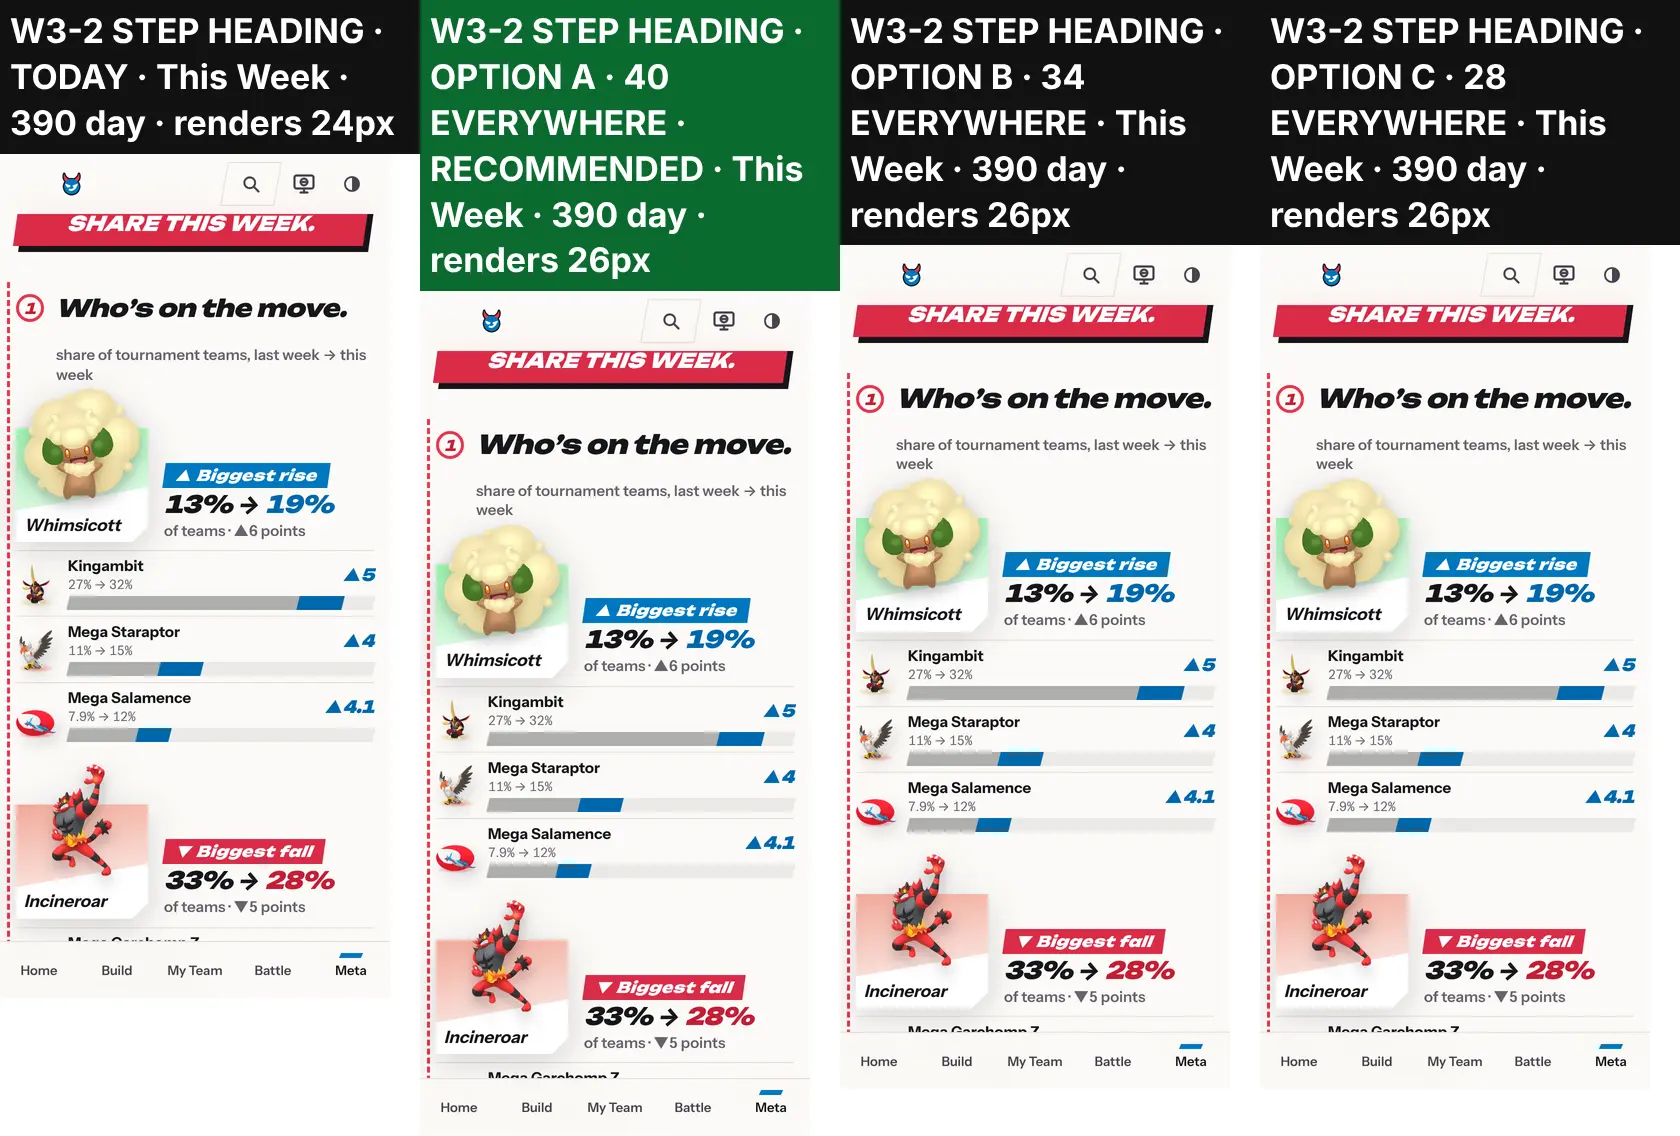 W3-2 STEP HEADING ·
TODAY · This Week ·
390 day · renders 24px
SHARE THIS WEEK.
1 Who's on the move.
share of tournament teams, last week → this
week
▲ Biggest rise
13% → 19%
Whimsicott
of teams · ▲6 points
Kingambit
27% → 32%
▲5
Mega Staraptor
11% → 15%
▲4
Mega Salamence
7.9% → 12%
▲4.1
▼ Biggest fall
33% → 28%
Incineroar
of teams · ▼5 points
Home Build My Team Battle Meta
W3-2 STEP HEADING ·
OPTION A · 40
EVERYWHERE ·
RECOMMENDED · This
Week · 390 day ·
renders 26px
SHARE THIS WEEK.
1 Who's on the move.
share of tournament teams, last week → this
week
▲ Biggest rise
13% → 19%
Whimsicott
of teams · ▲6 points
Kingambit
27% → 32%
▲5
Mega Staraptor
11% → 15%
▲4
Mega Salamence
7.9% → 12%
▲4.1
▼ Biggest fall
33% → 28%
Incineroar
of teams · ▼5 points
Mega Garchomp Z
Home Build My Team Battle Meta
W3-2 STEP HEADING ·
OPTION B · 34
EVERYWHERE · This
Week · 390 day ·
renders 26px
SHARE THIS WEEK.
1 Who's on the move.
share of tournament teams, last week → this
week
▲ Biggest rise
13% → 19%
Whimsicott
of teams · ▲6 points
Kingambit
27% → 32%
▲5
Mega Staraptor
11% → 15%
▲4
Mega Salamence
7.9% → 12%
▲4.1
▼ Biggest fall
33% → 28%
Incineroar
of teams · ▼5 points
Mega Garchomp Z
Home Build My Team Battle Meta
W3-2 STEP HEADING ·
OPTION C · 28
EVERYWHERE · This
Week · 390 day ·
renders 26px
SHARE THIS WEEK.
1 Who's on the move.
share of tournament teams, last week → this
week
▲ Biggest rise
13% → 19%
Whimsicott
of teams · ▲6 points
Kingambit
27% → 32%
▲5
Mega Staraptor
11% → 15%
▲4
Mega Salamence
7.9% → 12%
▲4.1
▼ Biggest fall
33% → 28%
Incineroar
of teams · ▼5 points
Mega Garchomp Z
Home Build My Team Battle Meta